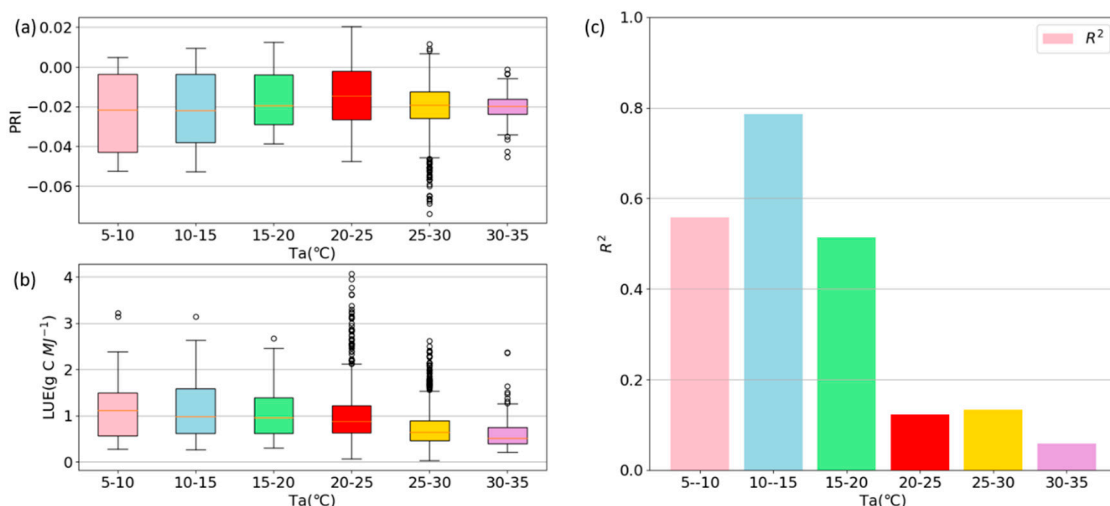 (a)
0.02
0.00
−0.02
−0.04
−0.06
PRI
5-10 10-15 15-20 20-25 25-30 30-35
Ta(℃)
(b)
4
3
2
1
0
LUE(g C MJ⁻¹)
5-10 10-15 15-20 20-25 25-30 30-35
Ta(℃)
(c)
1.0
0.8
0.6
0.4
0.2
0.0
R²
R²
5--10 10--15 15-20 20-25 25-30 30-35
Ta(℃)